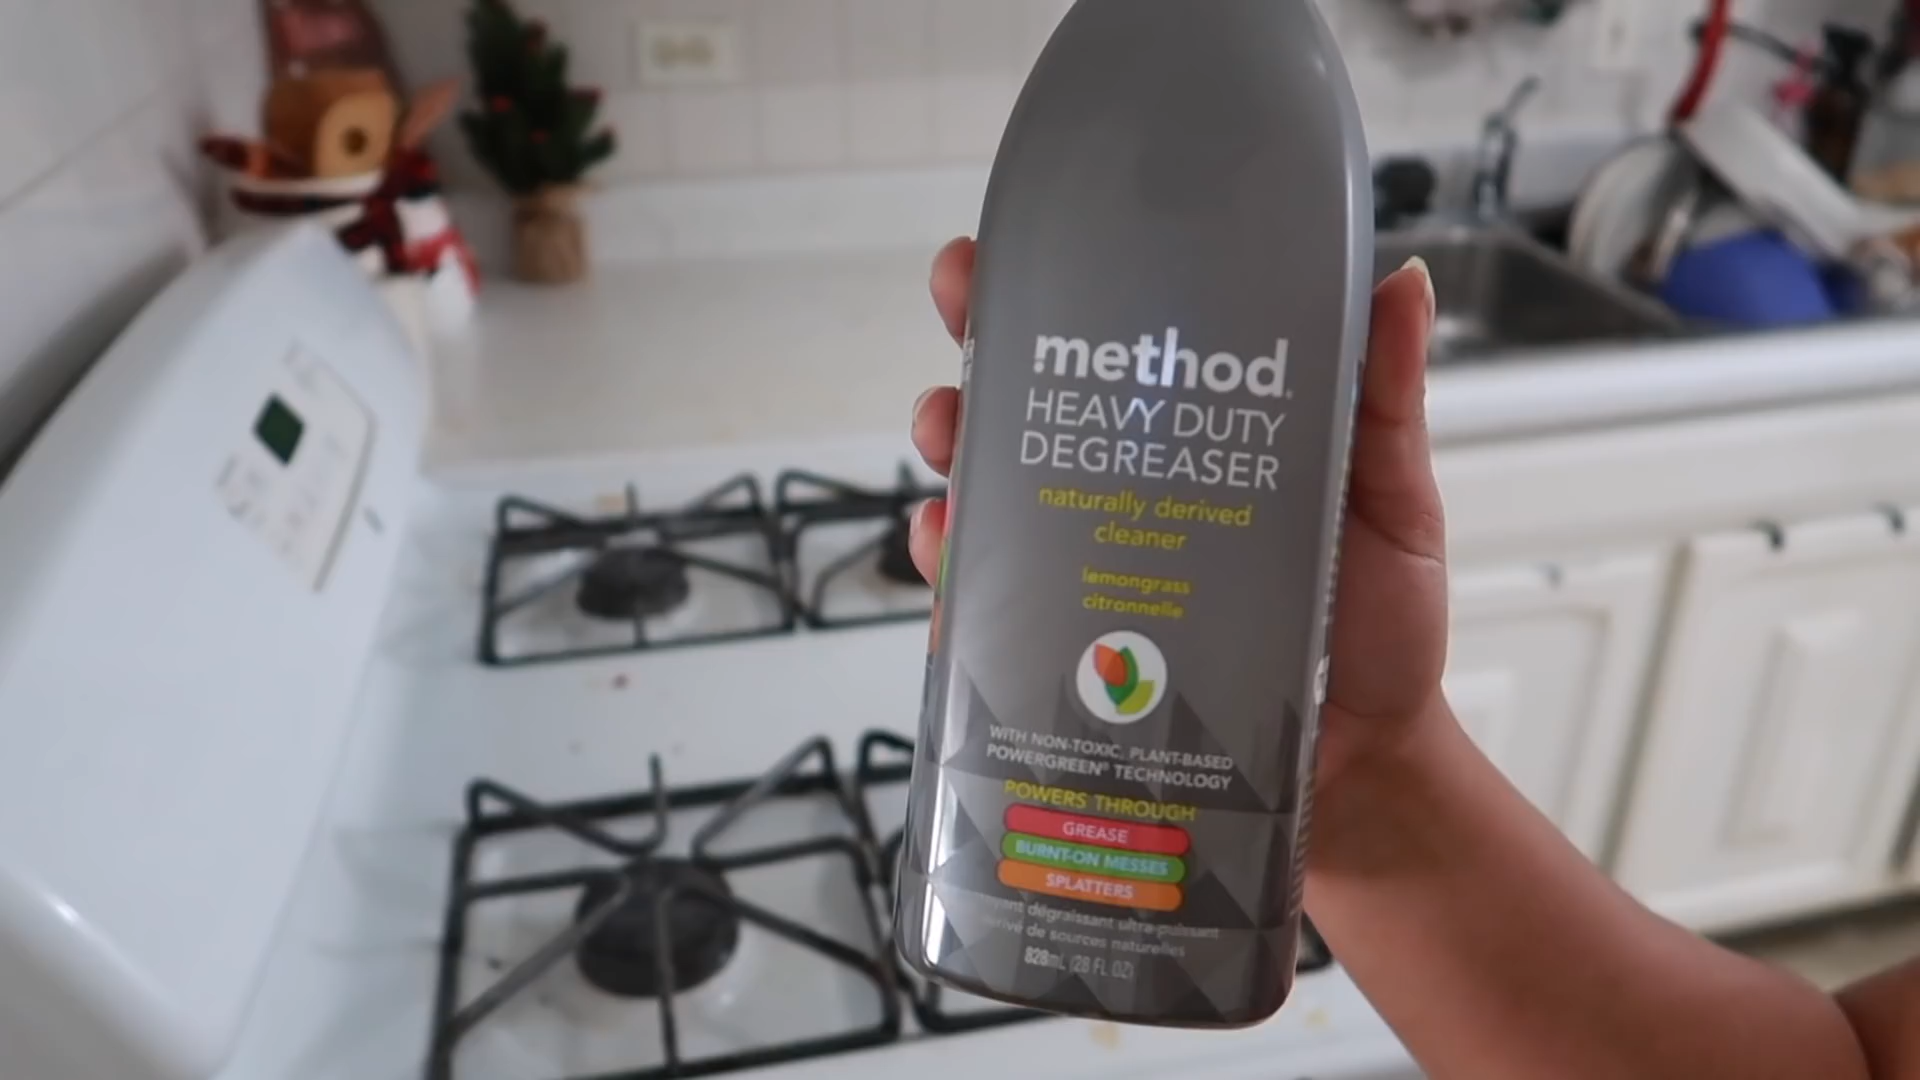 method.
HEAVY DUTY
DEGREASER
naturally derived
cleaner
lemongrass
citronnelle
WITH NON-TOXIC, PLANT-BASED
POWERGREEN® TECHNOLOGY
POWERS THROUGH
GREASE
BURNT-ON MESSES
SPLATTERS
dégraissant ultra-puissant
de sources naturelles
828mL (28 FL OZ)